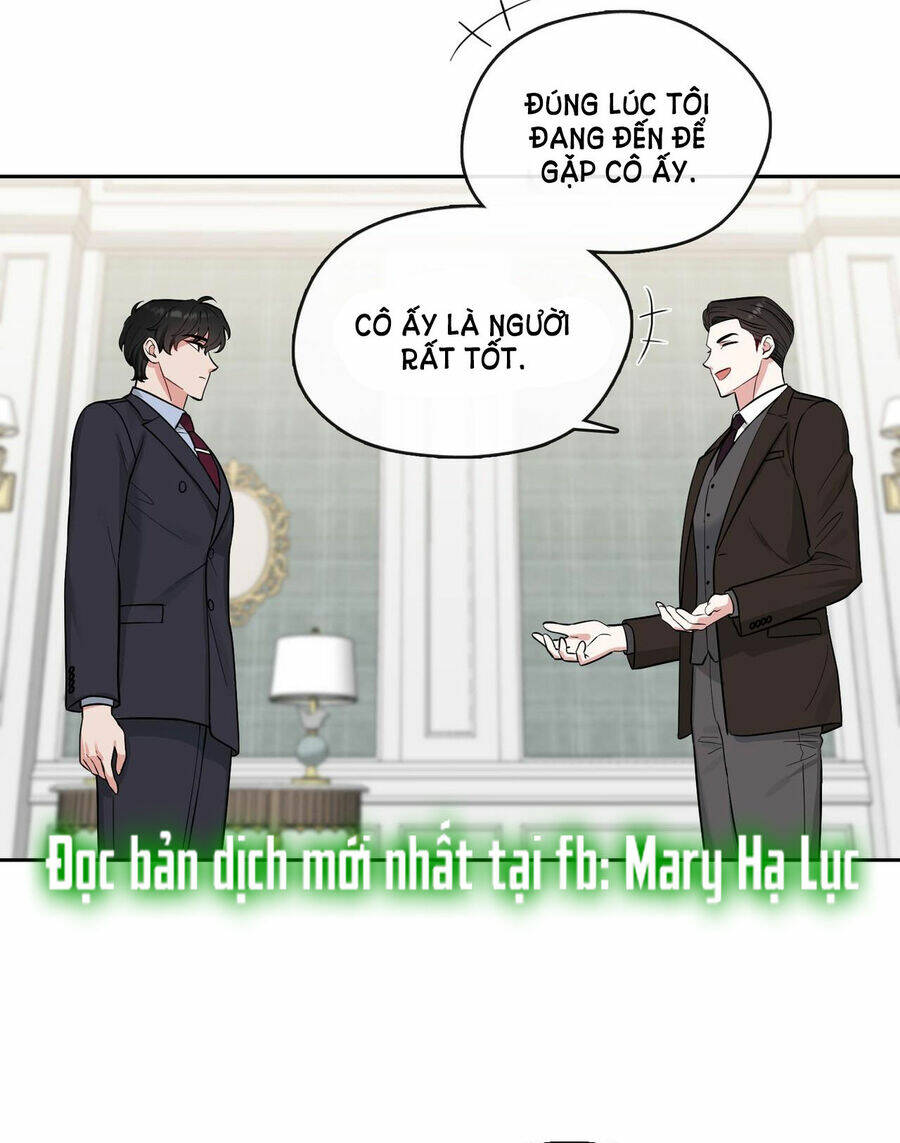 ĐÚNG LÚC TÔI
ĐANG ĐẾN ĐỂ
GẶP CÔ ẤY.
CÔ ẤY LÀ NGƯỜI
RẤT TỐT.
Đọc bản dịch mới nhất tại fb: Mary Hạ Lục